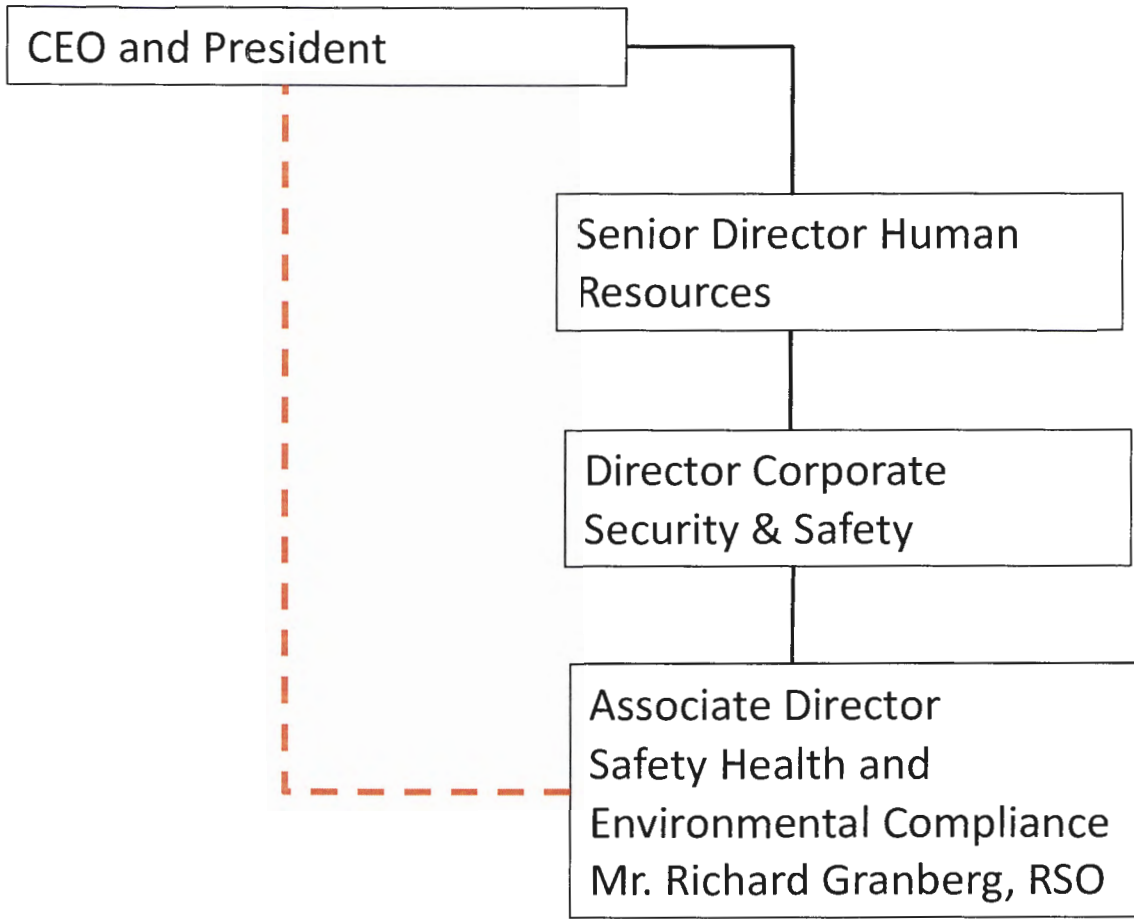 CEO and President
Senior Director Human
Resources
Director Corporate
Security & Safety
Associate Director
Safety Health and
Environmental Compliance
Mr. Richard Granberg, RSO